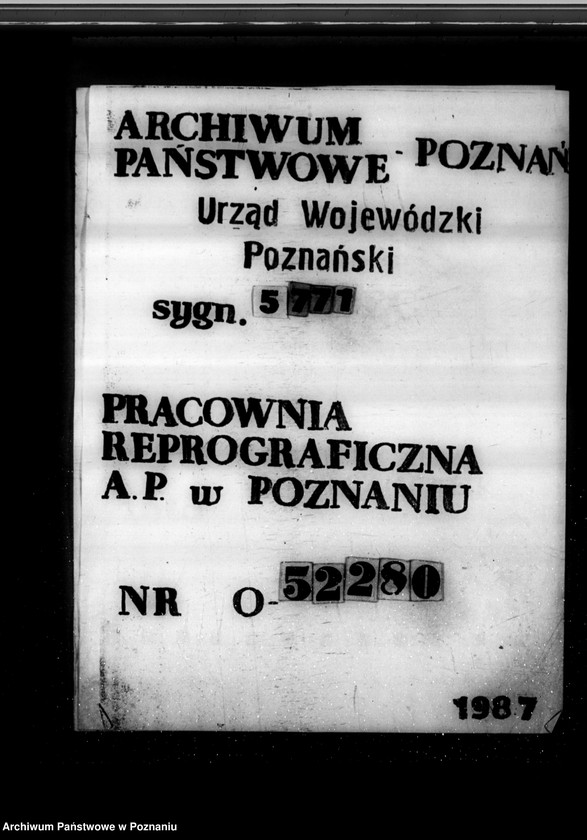 ARCHIWUM
PAŃSTWOWE - POZNAŃ
Urząd Wojewódzki
Poznański
sygn. 5771
PRACOWNIA
REPROGRAFICZNA
A.P. w POZNANIU
NR O-52280
1987
Archiwum Państwowe w Poznaniu